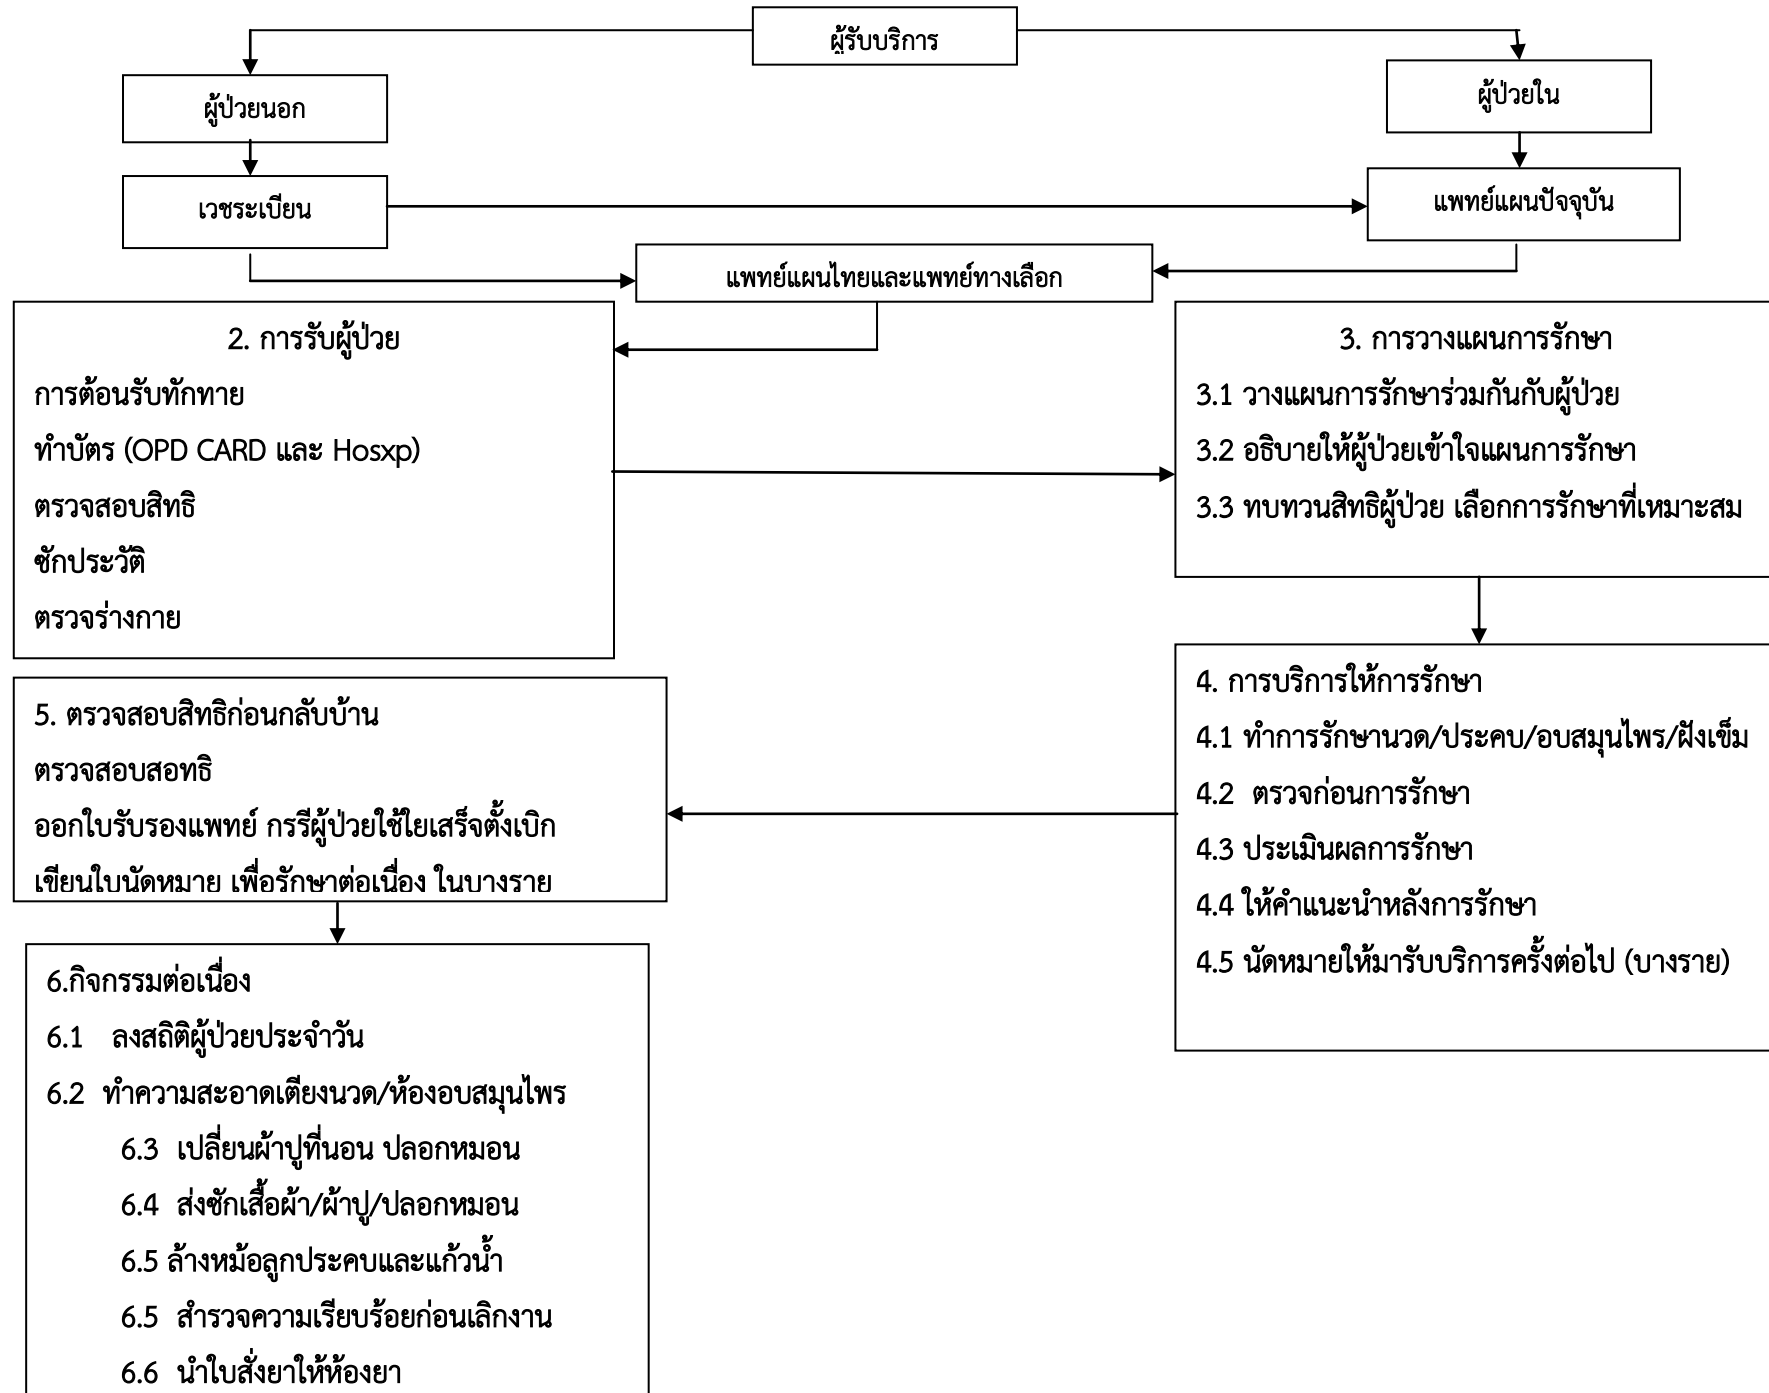 ผู้รับบริการ
ผู้ป่วยนอก
ผู้ป่วยใน
เวชระเบียน
แพทย์แผนปัจจุบัน
แพทย์แผนไทยและแพทย์ทางเลือก
2. การรับผู้ป่วย
การต้อนรับทักทาย
ทำบัตร (OPD CARD และ Hosxp)
ตรวจสอบสิทธิ
ซักประวัติ
ตรวจร่างกาย
3. การวางแผนการรักษา
3.1 วางแผนการรักษาร่วมกันกับผู้ป่วย
3.2 อธิบายให้ผู้ป่วยเข้าใจแผนการรักษา
3.3 ทบทวนสิทธิผู้ป่วย เลือกการรักษาที่เหมาะสม
4. การบริการให้การรักษา
4.1 ทำการรักษานวด/ประคบ/อบสมุนไพร/ฝังเข็ม
4.2 ตรวจก่อนการรักษา
4.3 ประเมินผลการรักษา
4.4 ให้คำแนะนำหลังการรักษา
4.5 นัดหมายให้มารับบริการครั้งต่อไป (บางราย)
5. ตรวจสอบสิทธิก่อนกลับบ้าน
ตรวจสอบสอทธิ
ออกใบรับรองแพทย์ กรรีผู้ป่วยใช้ใยเสร็จตั้งเบิก
เขียนใบนัดหมาย เพื่อรักษาต่อเนื่อง ในบางราย
6.กิจกรรมต่อเนื่อง
6.1 ลงสถิติผู้ป่วยประจำวัน
6.2 ทำความสะอาดเตียงนวด/ห้องอบสมุนไพร
6.3 เปลี่ยนผ้าปูที่นอน ปลอกหมอน
6.4 ส่งซักเสื้อผ้า/ผ้าปู/ปลอกหมอน
6.5 ล้างหม้อลูกประคบและแก้วน้ำ
6.5 สำรวจความเรียบร้อยก่อนเลิกงาน
6.6 นำใบสั่งยาให้ห้องยา